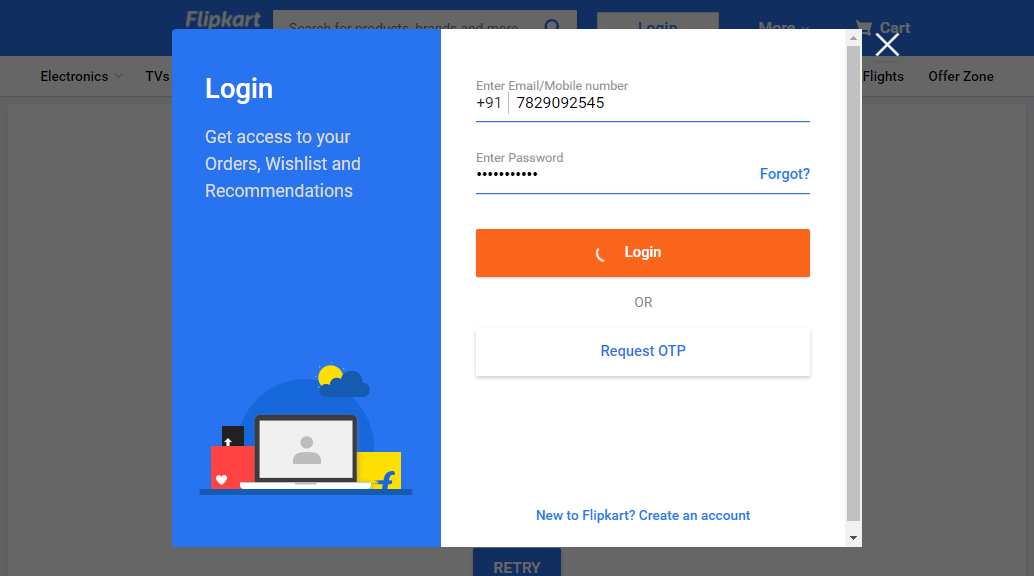 Flipkart
Search for products, brands and more
Login
More
Cart
Electronics
TVs
Flights
Offer Zone
Login
Get access to your
Orders, Wishlist and
Recommendations
Enter Email/Mobile number
+91 7829092545
Enter Password
•••••••••••
Forgot?
Login
OR
Request OTP
New to Flipkart? Create an account
RETRY